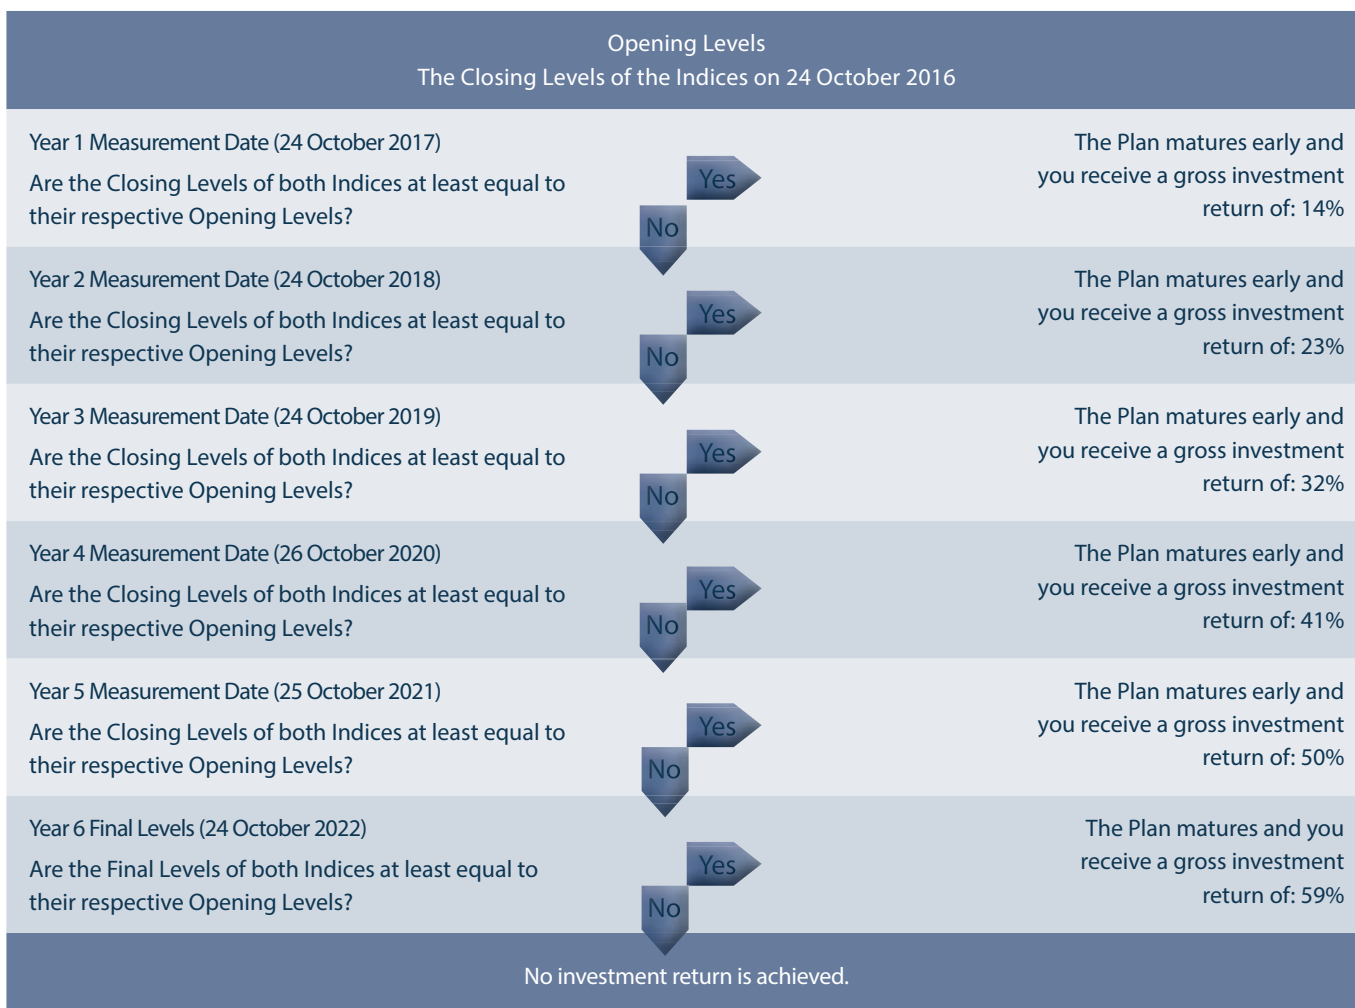 Opening Levels
The Closing Levels of the Indices on 24 October 2016
Year 1 Measurement Date (24 October 2017)
Are the Closing Levels of both Indices at least equal to
their respective Opening Levels?
Yes
No
The Plan matures early and
you receive a gross investment
return of: 14%
Year 2 Measurement Date (24 October 2018)
Are the Closing Levels of both Indices at least equal to
their respective Opening Levels?
Yes
No
The Plan matures early and
you receive a gross investment
return of: 23%
Year 3 Measurement Date (24 October 2019)
Are the Closing Levels of both Indices at least equal to
their respective Opening Levels?
Yes
No
The Plan matures early and
you receive a gross investment
return of: 32%
Year 4 Measurement Date (26 October 2020)
Are the Closing Levels of both Indices at least equal to
their respective Opening Levels?
Yes
No
The Plan matures early and
you receive a gross investment
return of: 41%
Year 5 Measurement Date (25 October 2021)
Are the Closing Levels of both Indices at least equal to
their respective Opening Levels?
Yes
No
The Plan matures early and
you receive a gross investment
return of: 50%
Year 6 Final Levels (24 October 2022)
Are the Final Levels of both Indices at least equal to
their respective Opening Levels?
Yes
No
The Plan matures and you
receive a gross investment
return of: 59%
No investment return is achieved.